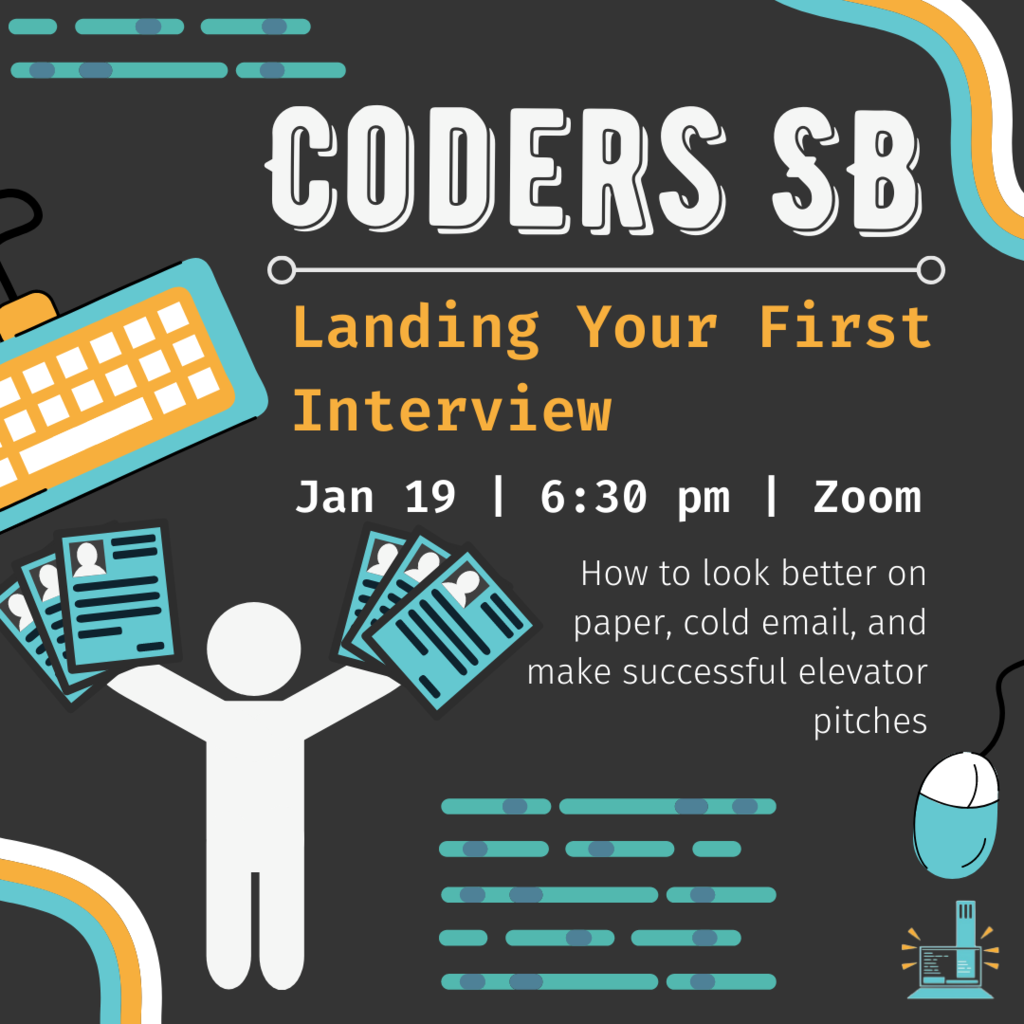 CODERS SB
Landing Your First
Interview
Jan 19 | 6:30 pm | Zoom
How to look better on
paper, cold email, and
make successful elevator
pitches